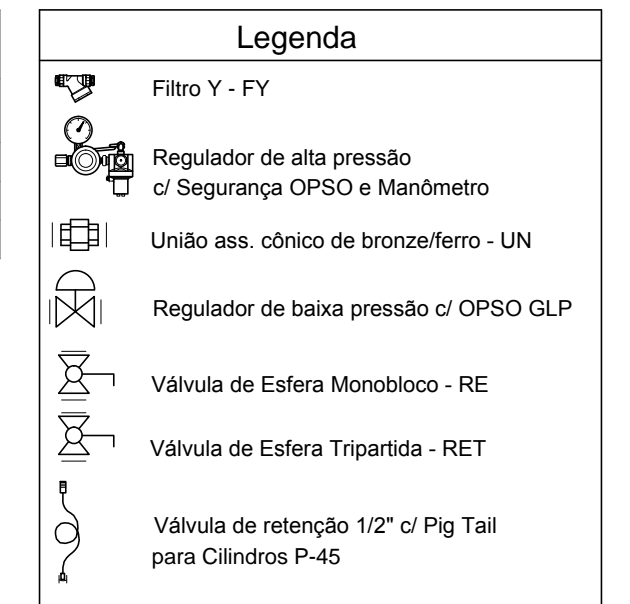 Legenda
Filtro Y - FY
Regulador de alta pressão
c/ Segurança OPSO e Manômetro
União ass. cônico de bronze/ferro - UN
Regulador de baixa pressão c/ OPSO GLP
Válvula de Esfera Monobloco - RE
Válvula de Esfera Tripartida - RET
Válvula de retenção 1/2" c/ Pig Tail
para Cilindros P-45